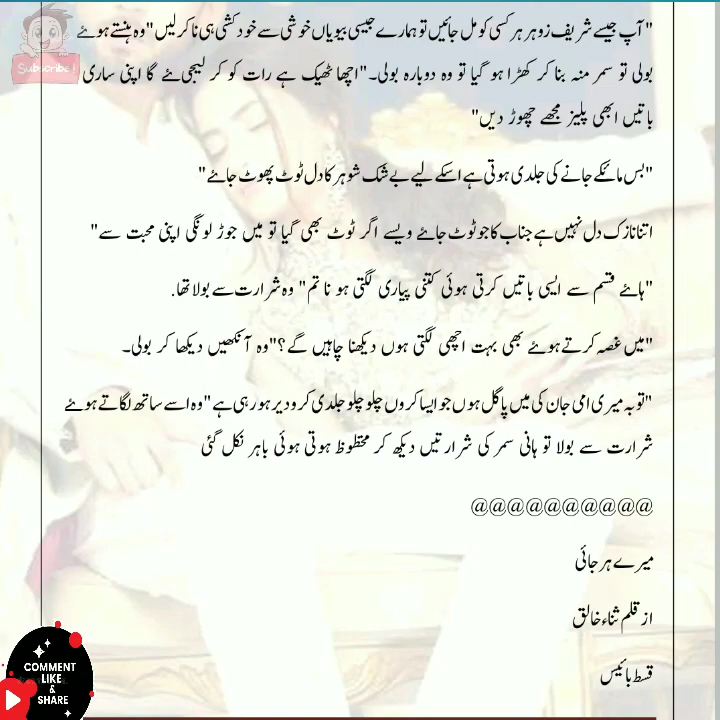 "آپ جیسے شریف زوہر ہر کسی کو مل جائیں تو ہمارے جیسی بیویاں خوشی سے خود کشی ہی نا کر لیں" وہ ہنستے ہوئے
بولی تو سمر منہ بنا کر کھڑا ہو گیا تو وہ دوبارہ بولی۔ "اچھا ٹھیک ہے رات کو کر لیجیئے گا اپنی ساری
باتیں ابھی پلیز مجھے چھوڑ دیں"
"بس مائکے جانے کی جلدی ہوتی ہے اسکے لیے بے شک شوہر کا دل ٹوٹ پھوٹ جائے"
اتنا نازک دل نہیں ہے جناب کا جو ٹوٹ جائے ویسے اگر ٹوٹ بھی گیا تو میں جوڑ لونگی اپنی محبت سے"
"ہائے قسم سے ایسی باتیں کرتی ہوئی کتنی پیاری لگتی ہو نا تم" وہ شرارت سے بولا تھا.
"میں غصہ کرتے ہوئے بھی بہت اچھی لگتی ہوں دیکھنا چاہیں گے؟" وہ آنکھیں دیکھا کر بولی۔
"توبہ میری امی جان کی میں پاگل ہوں جو ایسا کروں چلو چلو جلدی کرو دیر ہو رہی ہے" وہ اسے ساتھ لگاتے ہوئے
شرارت سے بولا تو ہانی سمر کی شرارتیں دیکھ کر محظوظ ہوتی ہوئی باہر نکل گئی
@@@@@@@@@@
میرے ہرجائی
از قلم ثناء خالق
قسط بائیس
Subscribe!
COMMENT
LIKE
&
SHARE